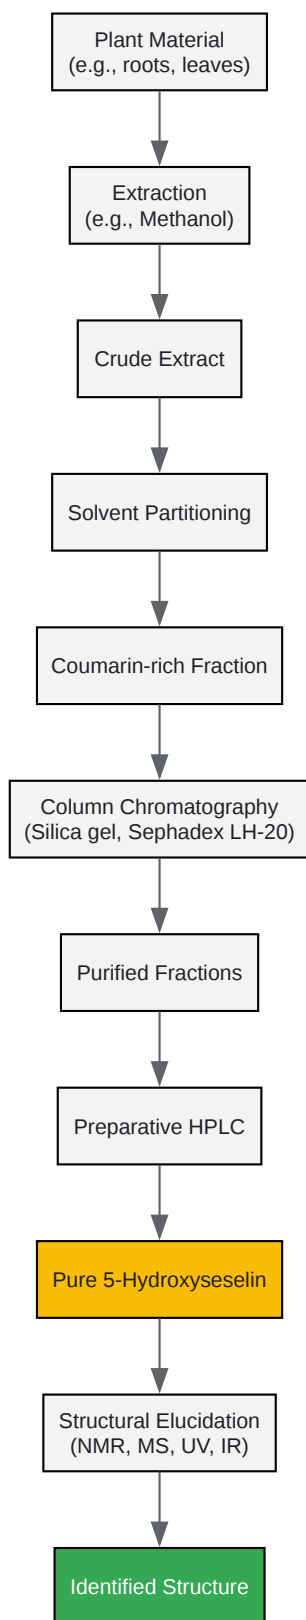 Plant Material
(e.g., roots, leaves)
Extraction
(e.g., Methanol)
Crude Extract
Solvent Partitioning
Coumarin-rich Fraction
Column Chromatography
(Silica gel, Sephadex LH-20)
Purified Fractions
Preparative HPLC
Pure 5-Hydroxyseselin
Structural Elucidation
(NMR, MS, UV, IR)
Identified Structure